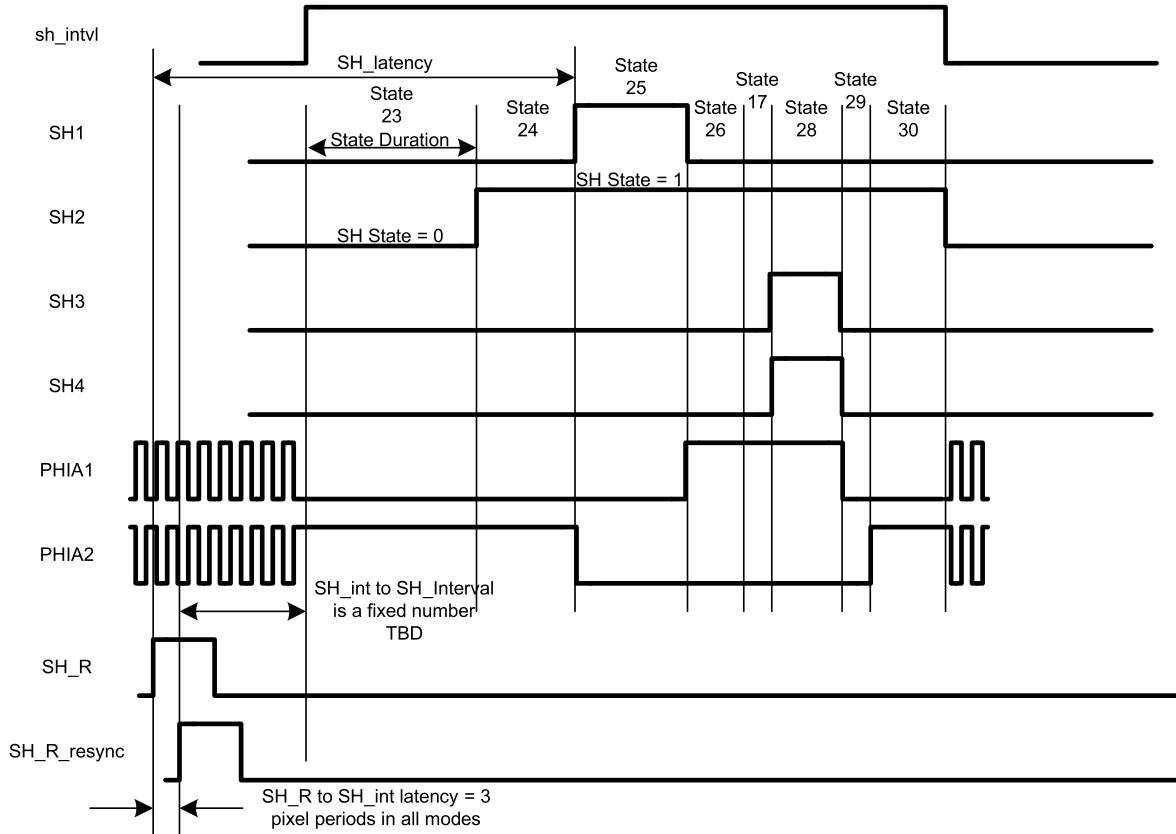 sh_intvl
SH_latency
State
23
State Duration
State
24
State
25
State
26
State
17
State
28
State
29
State
30
SH1
SH State = 1
SH2
SH State = 0
SH3
SH4
PHIA1
PHIA2
SH_int to SH_Interval
is a fixed number
TBD
SH_R
SH_R_resync
SH_R to SH_int latency = 3
pixel periods in all modes